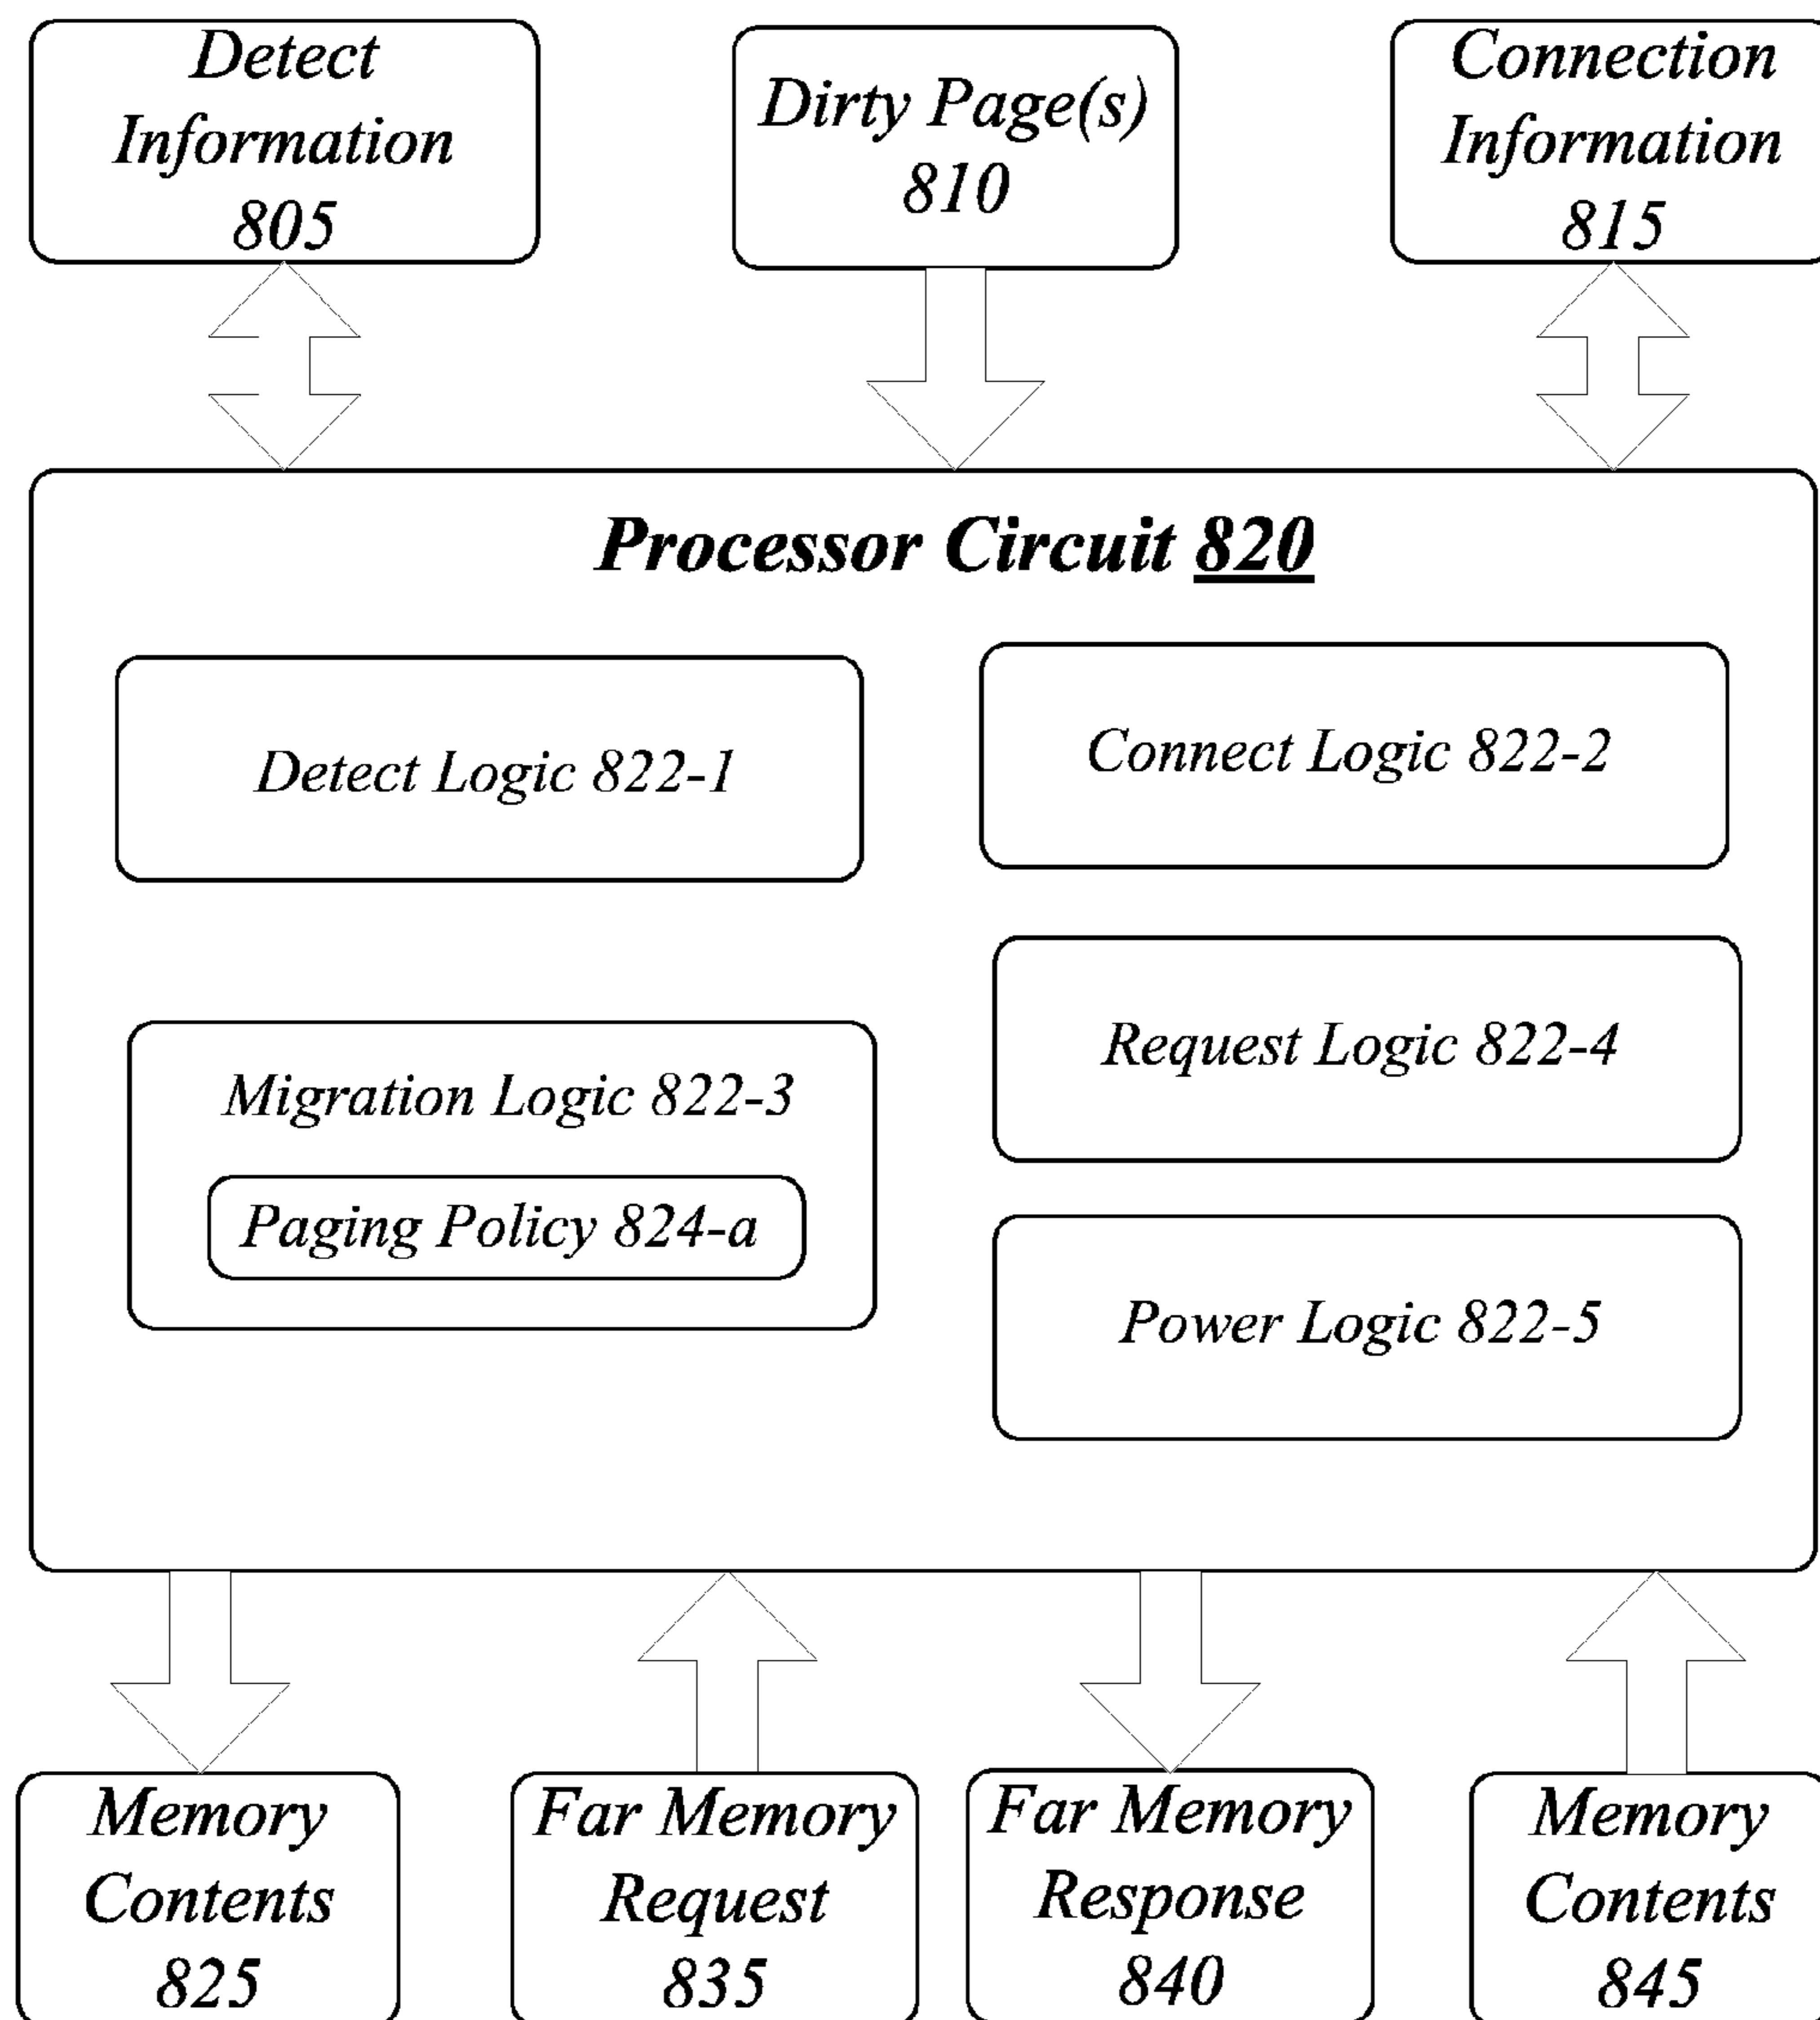 Detect
Information
805
Dirty Page(s)
810
Connection
Information
815
Processor Circuit 820
Detect Logic 822-1
Connect Logic 822-2
Migration Logic 822-3
Paging Policy 824-a
Request Logic 822-4
Power Logic 822-5
Memory
Contents
825
Far Memory
Request
835
Far Memory
Response
840
Memory
Contents
845